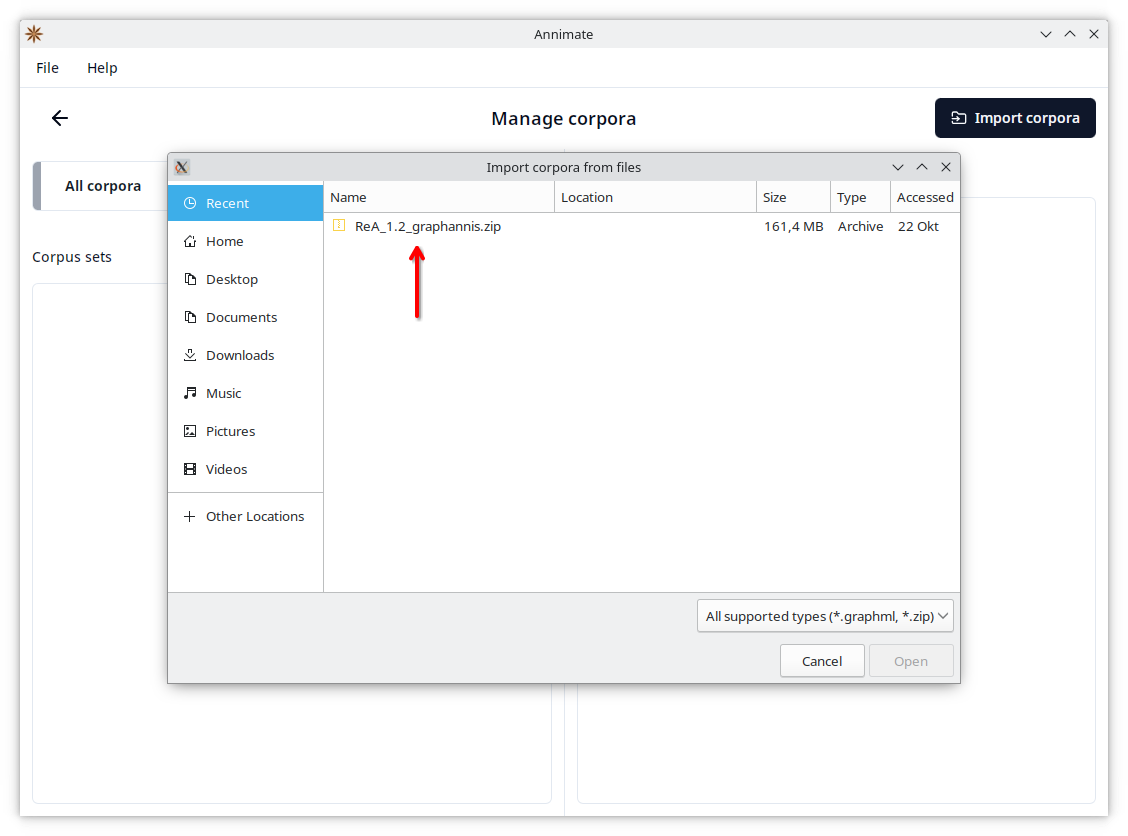 Annimate
File Help
Manage corpora
Import corpora
All corpora
Corpus sets
Import corpora from files
Recent
Home
Desktop
Documents
Downloads
Music
Pictures
Videos
Other Locations
Name Location Size Type Accessed
ReA_1.2_graphannis.zip 161,4 MB Archive 22 Okt
All supported types (*.graphml, *.zip)
Cancel Open